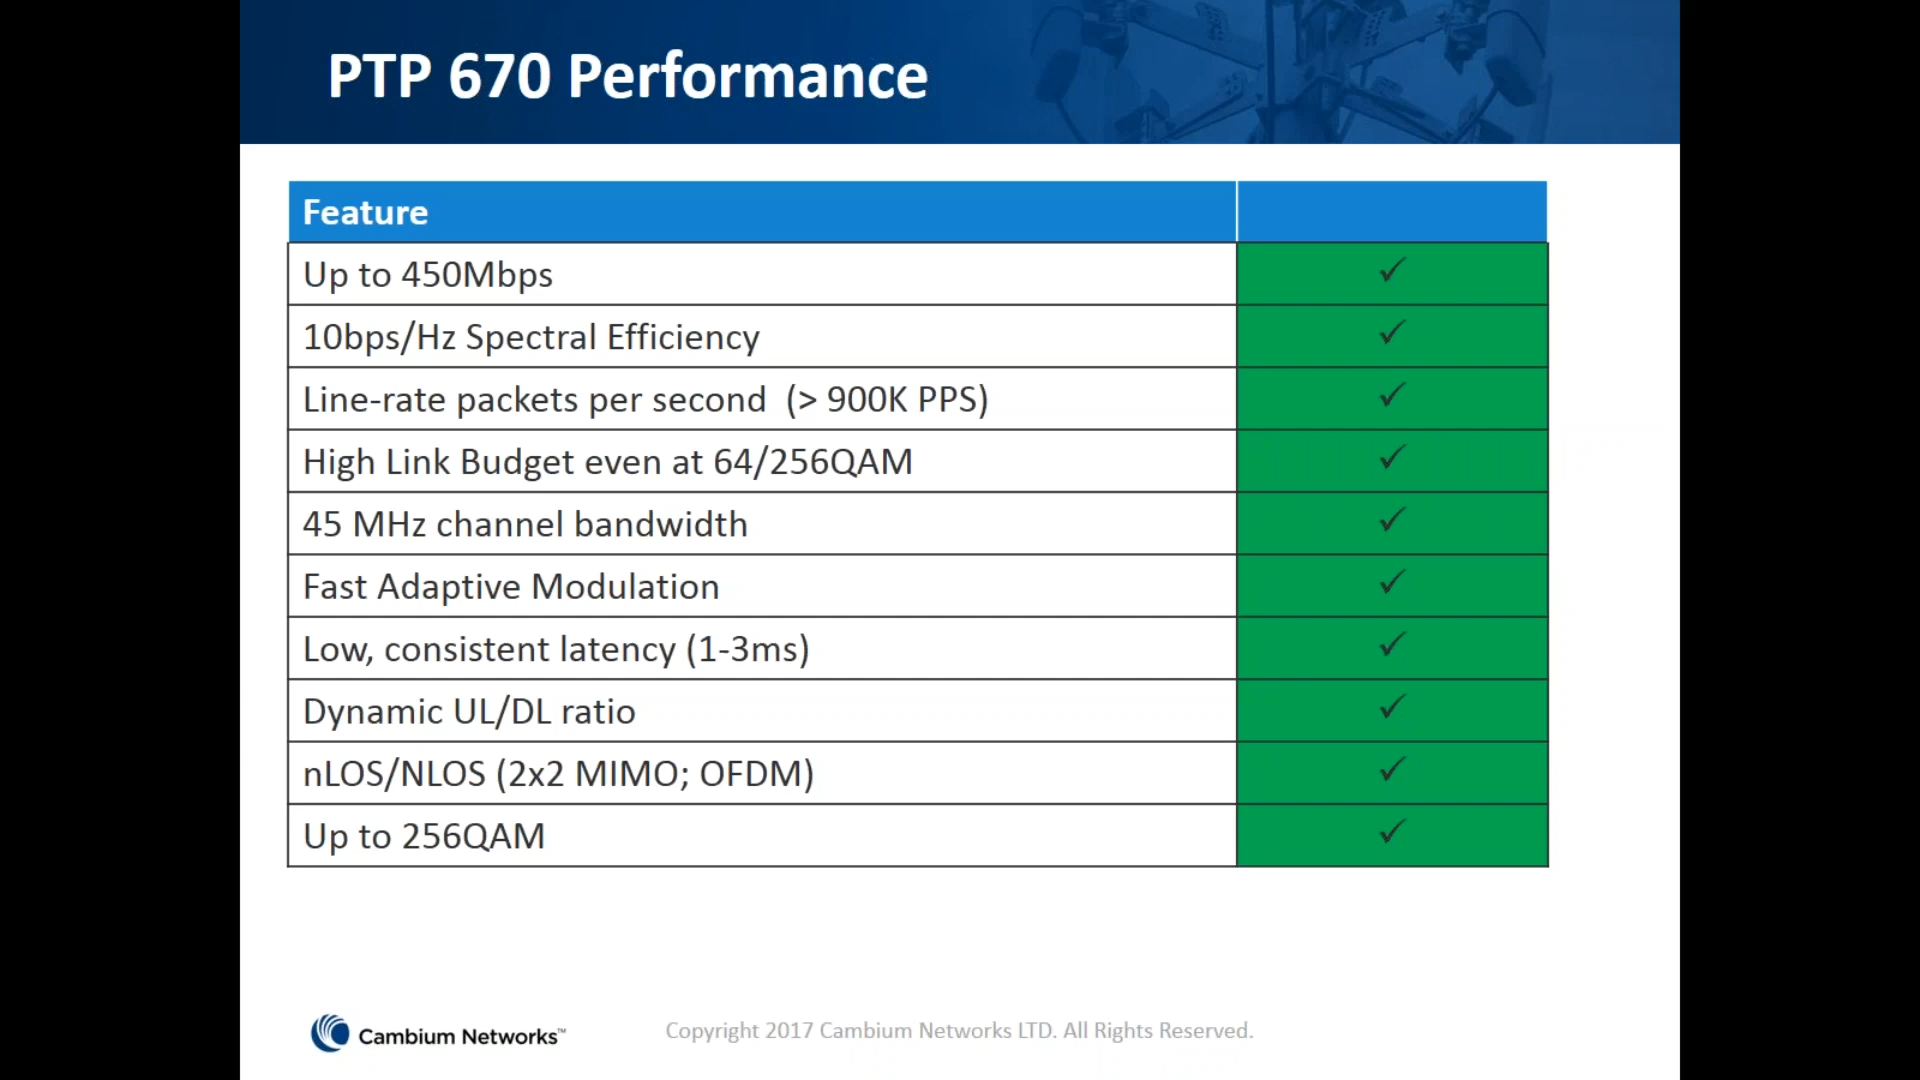 PTP 670 Performance
Feature
Up to 450Mbps ✓
10bps/Hz Spectral Efficiency ✓
Line-rate packets per second  (> 900K PPS) ✓
High Link Budget even at 64/256QAM ✓
45 MHz channel bandwidth ✓
Fast Adaptive Modulation ✓
Low, consistent latency (1-3ms) ✓
Dynamic UL/DL ratio ✓
nLOS/NLOS (2x2 MIMO; OFDM) ✓
Up to 256QAM ✓
Cambium Networks™
Copyright 2017 Cambium Networks LTD. All Rights Reserved.